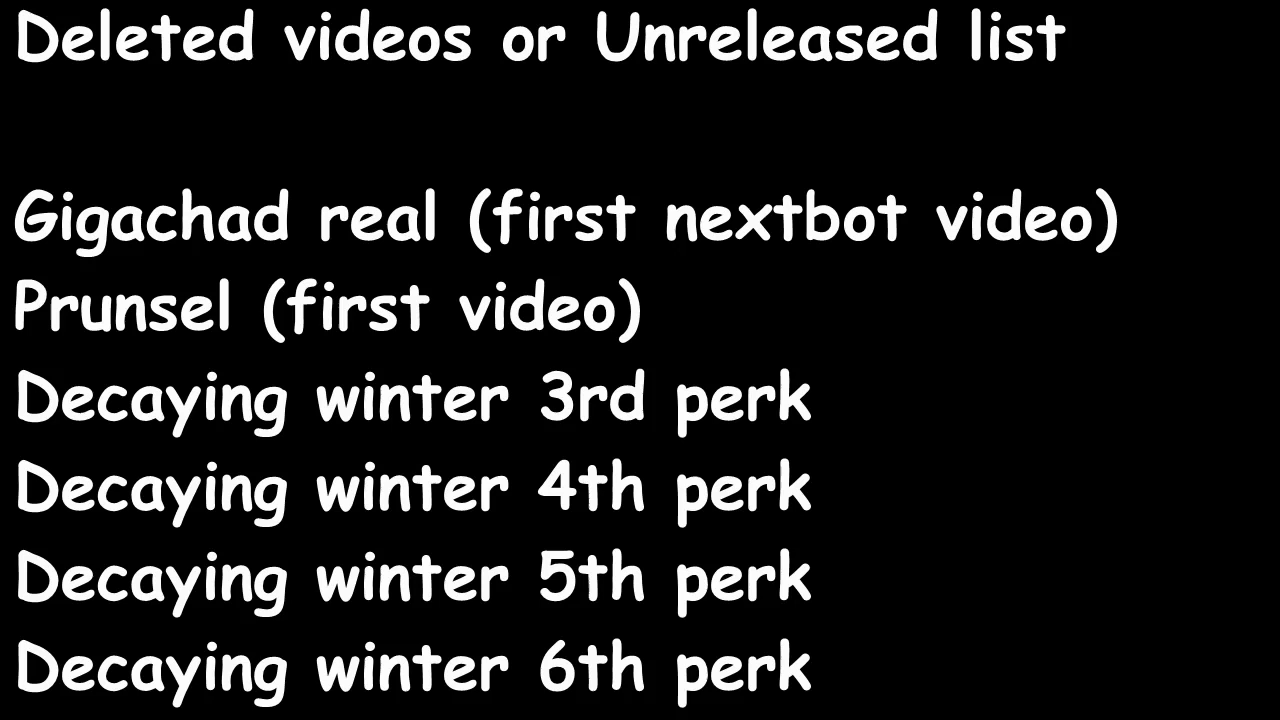 Deleted videos or Unreleased list
Gigachad real (first nextbot video)
Prunsel (first video)
Decaying winter 3rd perk
Decaying winter 4th perk
Decaying winter 5th perk
Decaying winter 6th perk